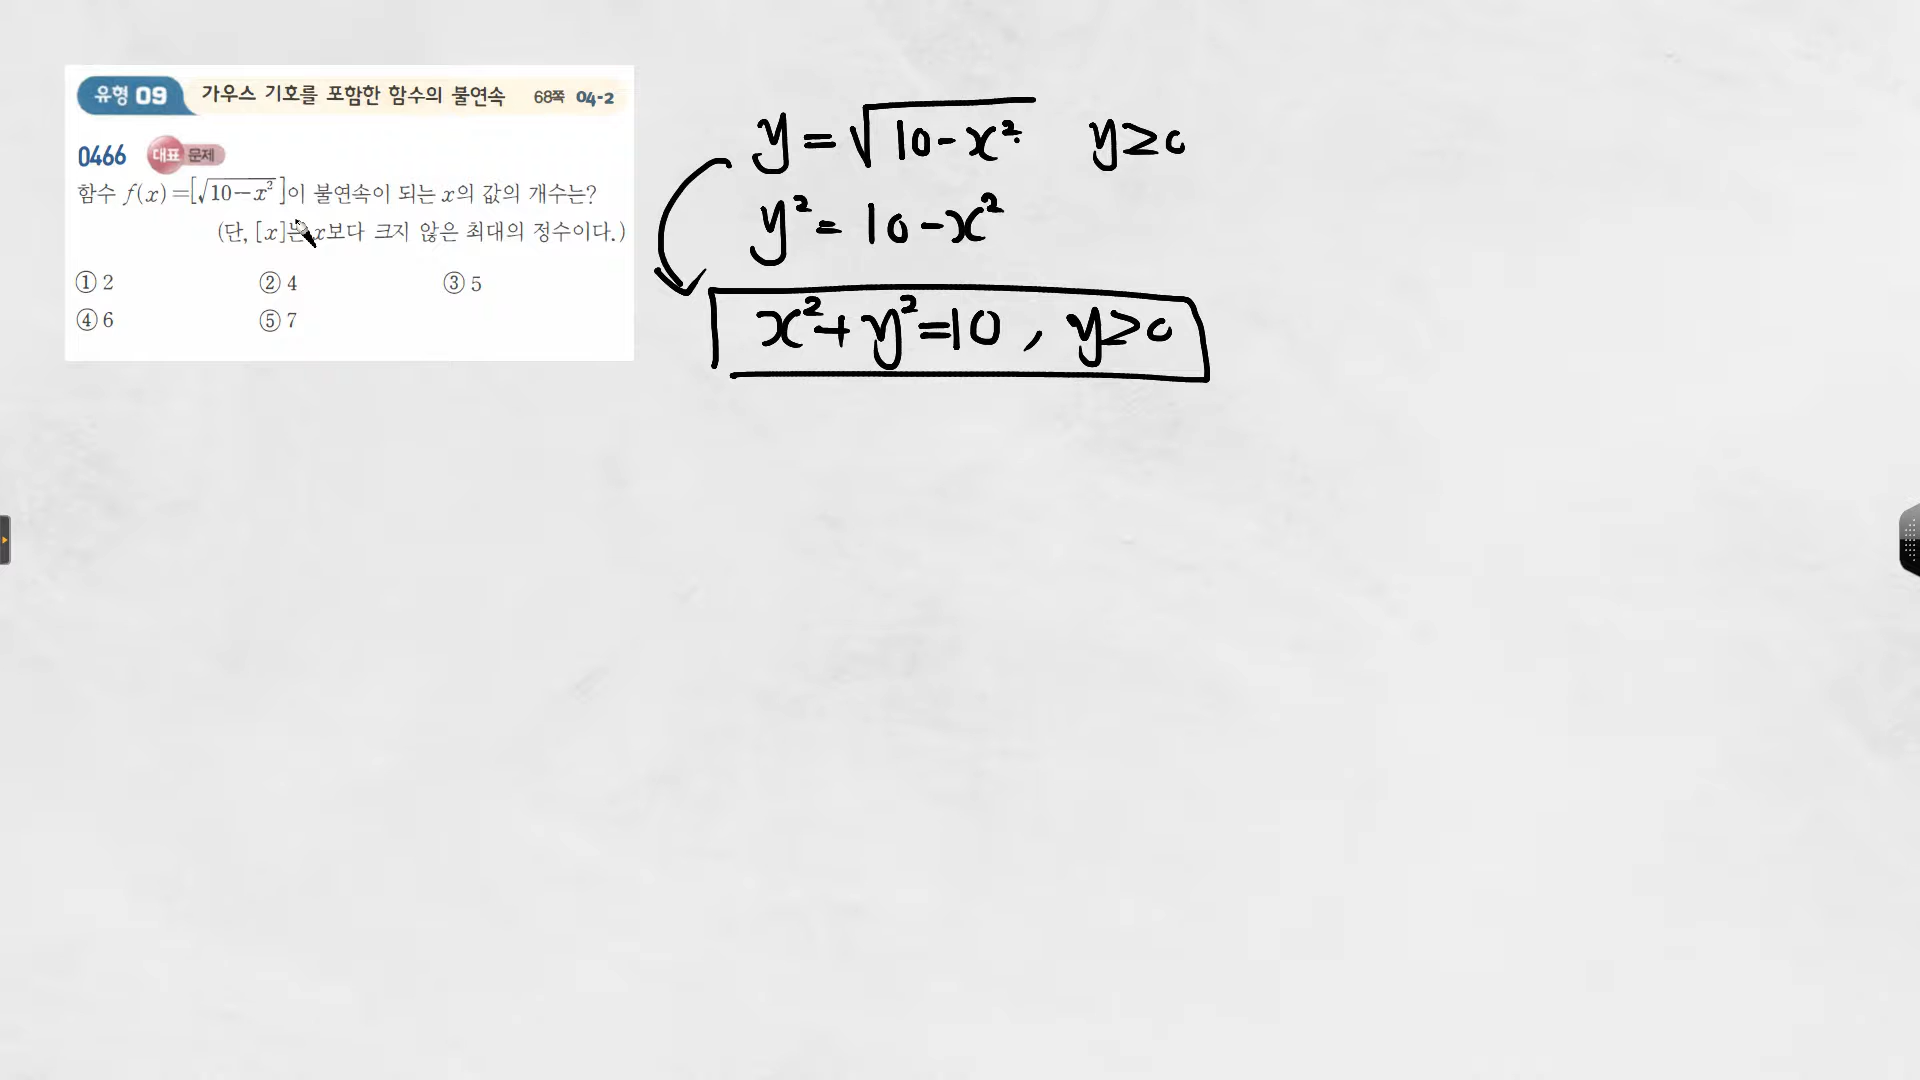 유형 09 가우스 기호를 포함한 함수의 불연속 68쪽 04-2
0466 대표 문제
함수 f(x)=[√10-x²]이 불연속이 되는 x의 값의 개수는?
(단, [x]는 x보다 크지 않은 최대의 정수이다.)
① 2 ② 4 ③ 5
④ 6 ⑤ 7
y = √10-x² y≥0
y² = 10-x²
x²+y²=10, y≥0